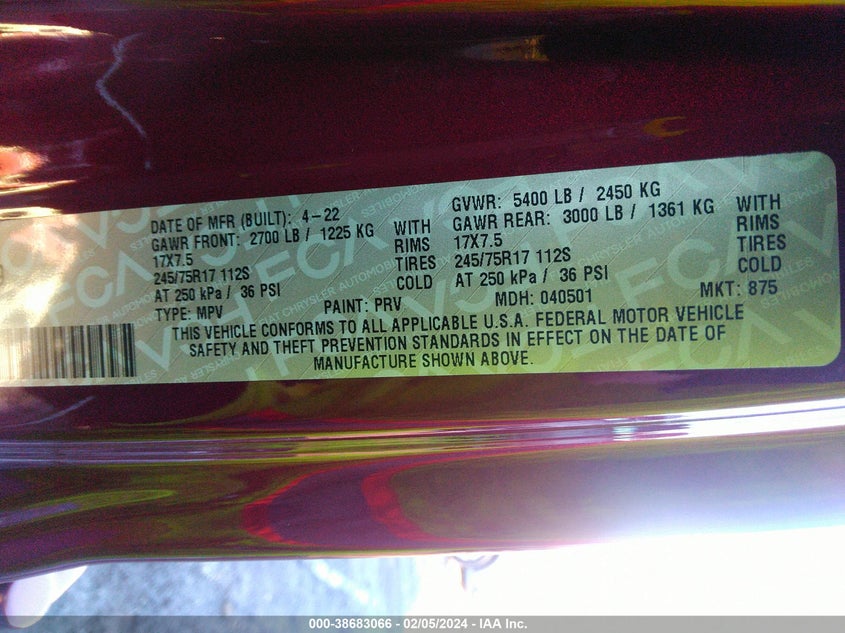 DATE OF MFR (BUILT): 4-22
GVWR: 5400 LB / 2450 KG
GAWR FRONT: 2700 LB / 1225 KG WITH
GAWR REAR: 3000 LB / 1361 KG WITH
17X7.5 RIMS 17X7.5 RIMS
245/75R17 112S TIRES 245/75R17 112S TIRES
AT 250 kPa / 36 PSI COLD AT 250 kPa / 36 PSI COLD
TYPE: MPV PAINT: PRV MDH: 040501 MKT: 875
THIS VEHICLE CONFORMS TO ALL APPLICABLE U.S.A. FEDERAL MOTOR VEHICLE
SAFETY AND THEFT PREVENTION STANDARDS IN EFFECT ON THE DATE OF
MANUFACTURE SHOWN ABOVE.
000-38683066 - 02/05/2024 - IAA Inc.